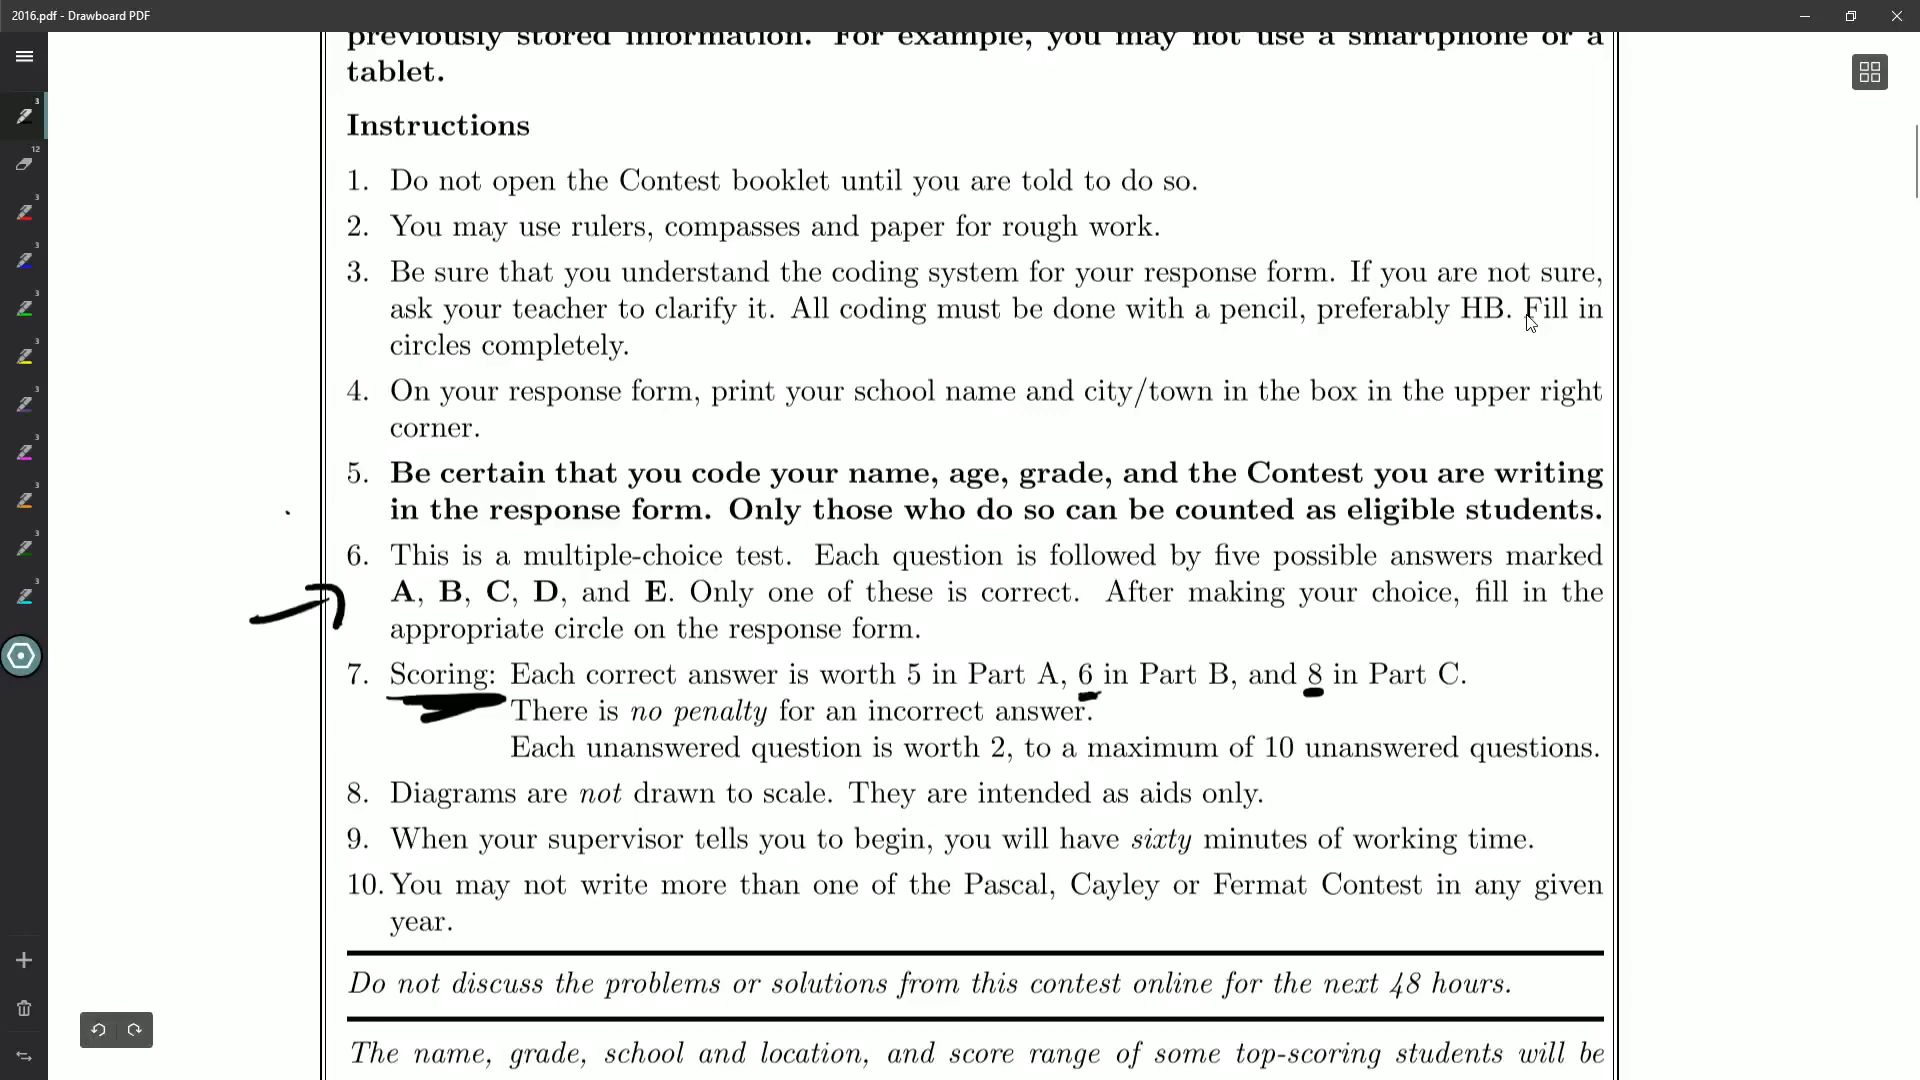 2016.pdf - Drawboard PDF
previously stored information. For example, you may not use a smartphone or a
tablet.
Instructions
1. Do not open the Contest booklet until you are told to do so.
2. You may use rulers, compasses and paper for rough work.
3. Be sure that you understand the coding system for your response form. If you are not sure,
ask your teacher to clarify it. All coding must be done with a pencil, preferably HB. Fill in
circles completely.
4. On your response form, print your school name and city/town in the box in the upper right
corner.
5. Be certain that you code your name, age, grade, and the Contest you are writing
in the response form. Only those who do so can be counted as eligible students.
6. This is a multiple-choice test. Each question is followed by five possible answers marked
A, B, C, D, and E. Only one of these is correct. After making your choice, fill in the
appropriate circle on the response form.
7. Scoring: Each correct answer is worth 5 in Part A, 6 in Part B, and 8 in Part C.
There is no penalty for an incorrect answer.
Each unanswered question is worth 2, to a maximum of 10 unanswered questions.
8. Diagrams are not drawn to scale. They are intended as aids only.
9. When your supervisor tells you to begin, you will have sixty minutes of working time.
10. You may not write more than one of the Pascal, Cayley or Fermat Contest in any given
year.
Do not discuss the problems or solutions from this contest online for the next 48 hours.
The name, grade, school and location, and score range of some top-scoring students will be
3
12
3
3
3
3
3
3
3
3
3